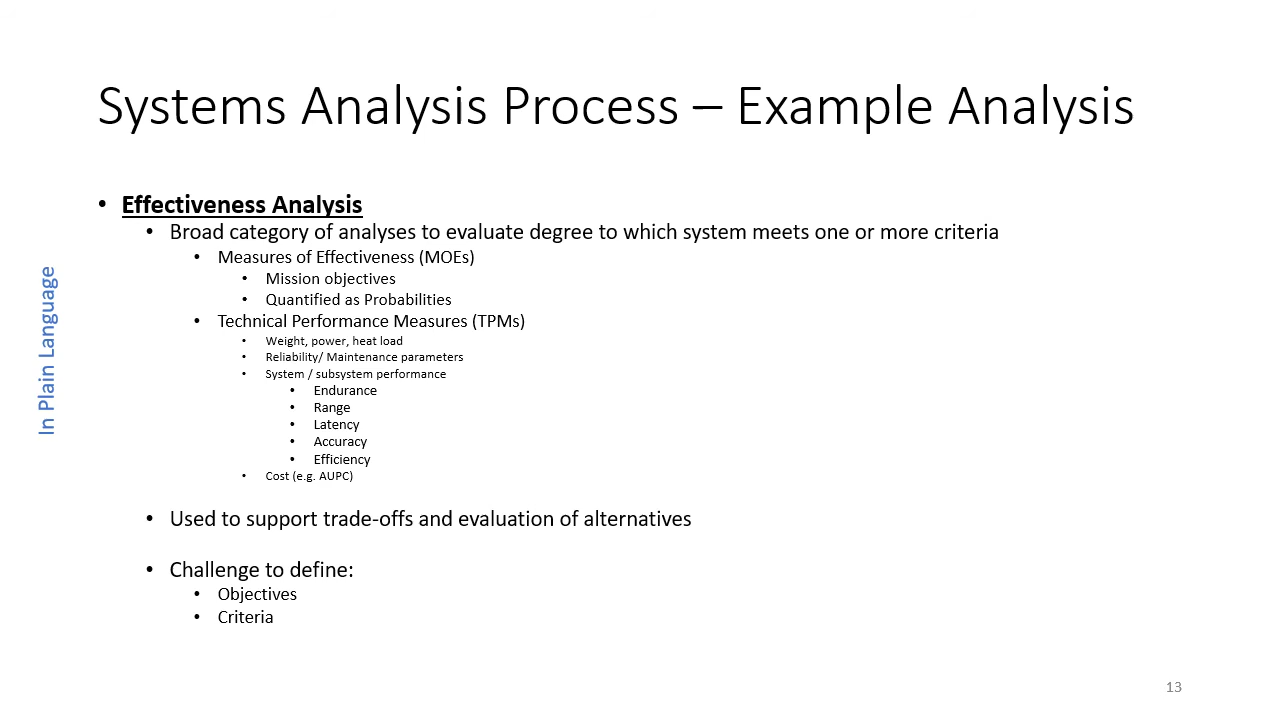 Systems Analysis Process – Example Analysis
In Plain Language
• Effectiveness Analysis
• Broad category of analyses to evaluate degree to which system meets one or more criteria
• Measures of Effectiveness (MOEs)
• Mission objectives
• Quantified as Probabilities
• Technical Performance Measures (TPMs)
• Weight, power, heat load
• Reliability/ Maintenance parameters
• System / subsystem performance
• Endurance
• Range
• Latency
• Accuracy
• Efficiency
• Cost (e.g. AUPC)
• Used to support trade-offs and evaluation of alternatives
• Challenge to define:
• Objectives
• Criteria
13